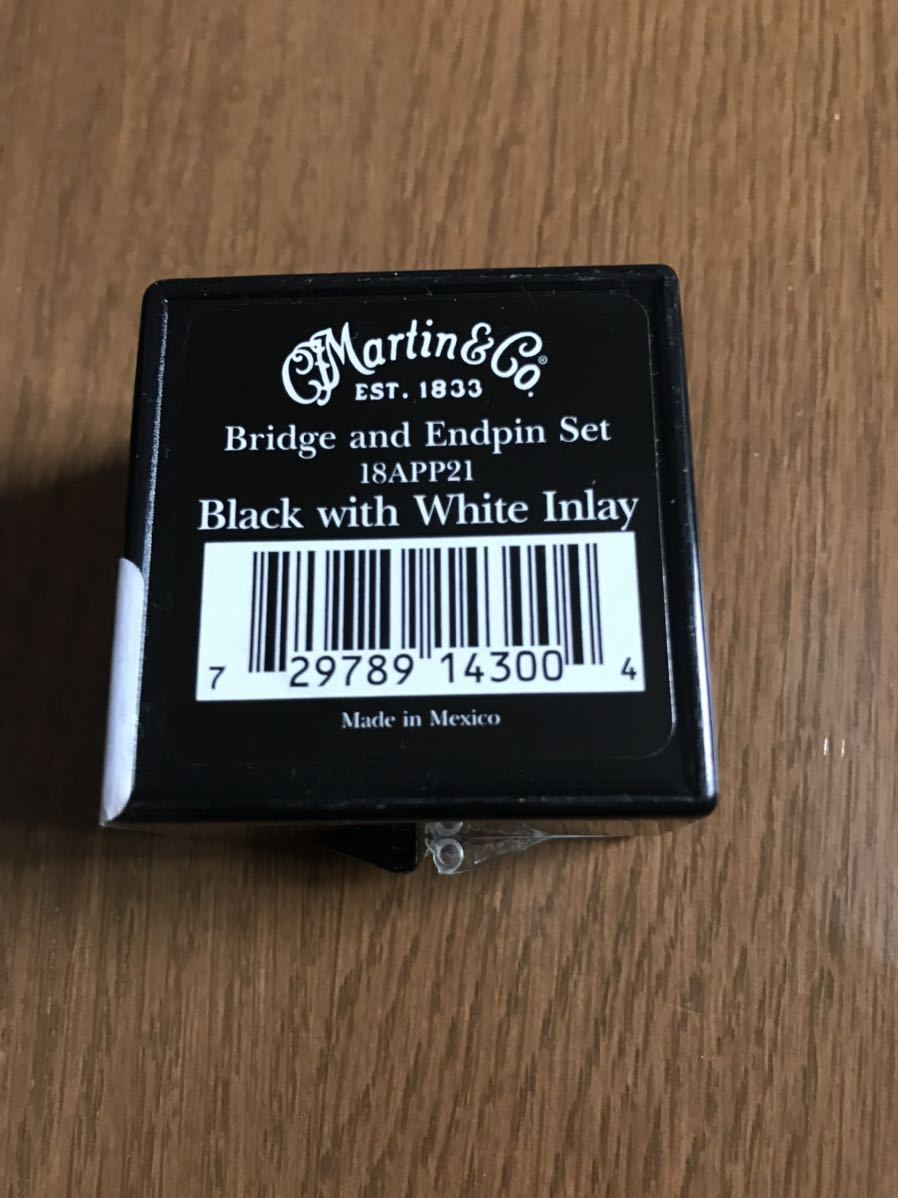 CFMartin & Co.®
EST. 1833
Bridge and Endpin Set
18APP21
Black with White Inlay
7 29789 14300 4
Made in Mexico